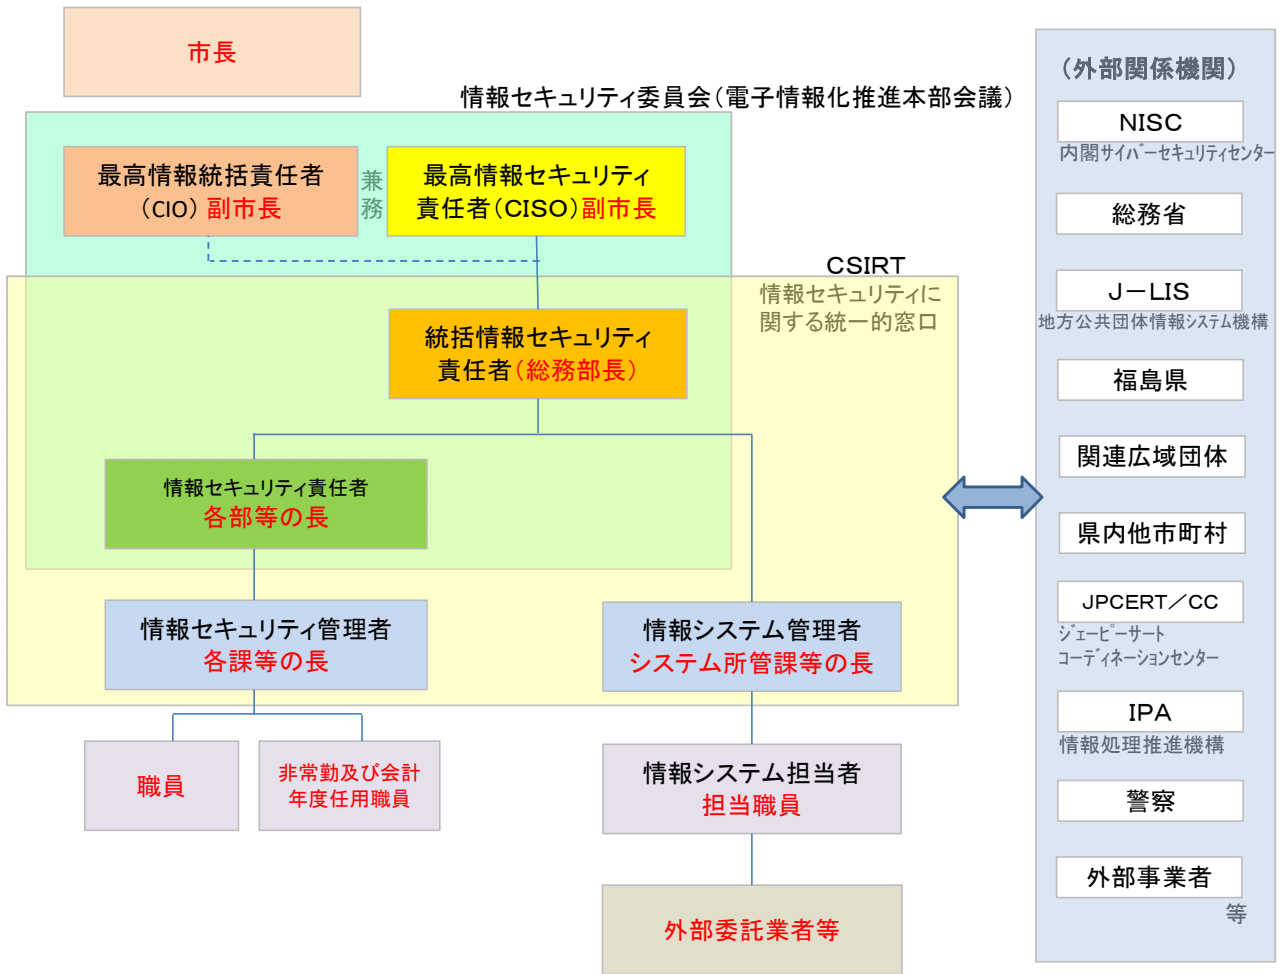 市長
情報セキュリティ委員会（電子情報化推進本部会議）
最高情報統括責任者
（CIO）副市長
兼
務
最高情報セキュリティ
責任者（CISO）副市長
CSIRT
情報セキュリティに
関する統一的窓口
統括情報セキュリティ
責任者（総務部長）
情報セキュリティ責任者
各部等の長
情報セキュリティ管理者
各課等の長
情報システム管理者
システム所管課等の長
職員
非常勤及び会計
年度任用職員
情報システム担当者
担当職員
外部委託業者等
（外部関係機関）
NISC
内閣サイバーセキュリティセンター
総務省
J－LIS
地方公共団体情報システム機構
福島県
関連広域団体
県内他市町村
JPCERT／CC
ジェーピーサート
コーディネーションセンター
IPA
情報処理推進機構
警察
外部事業者
等